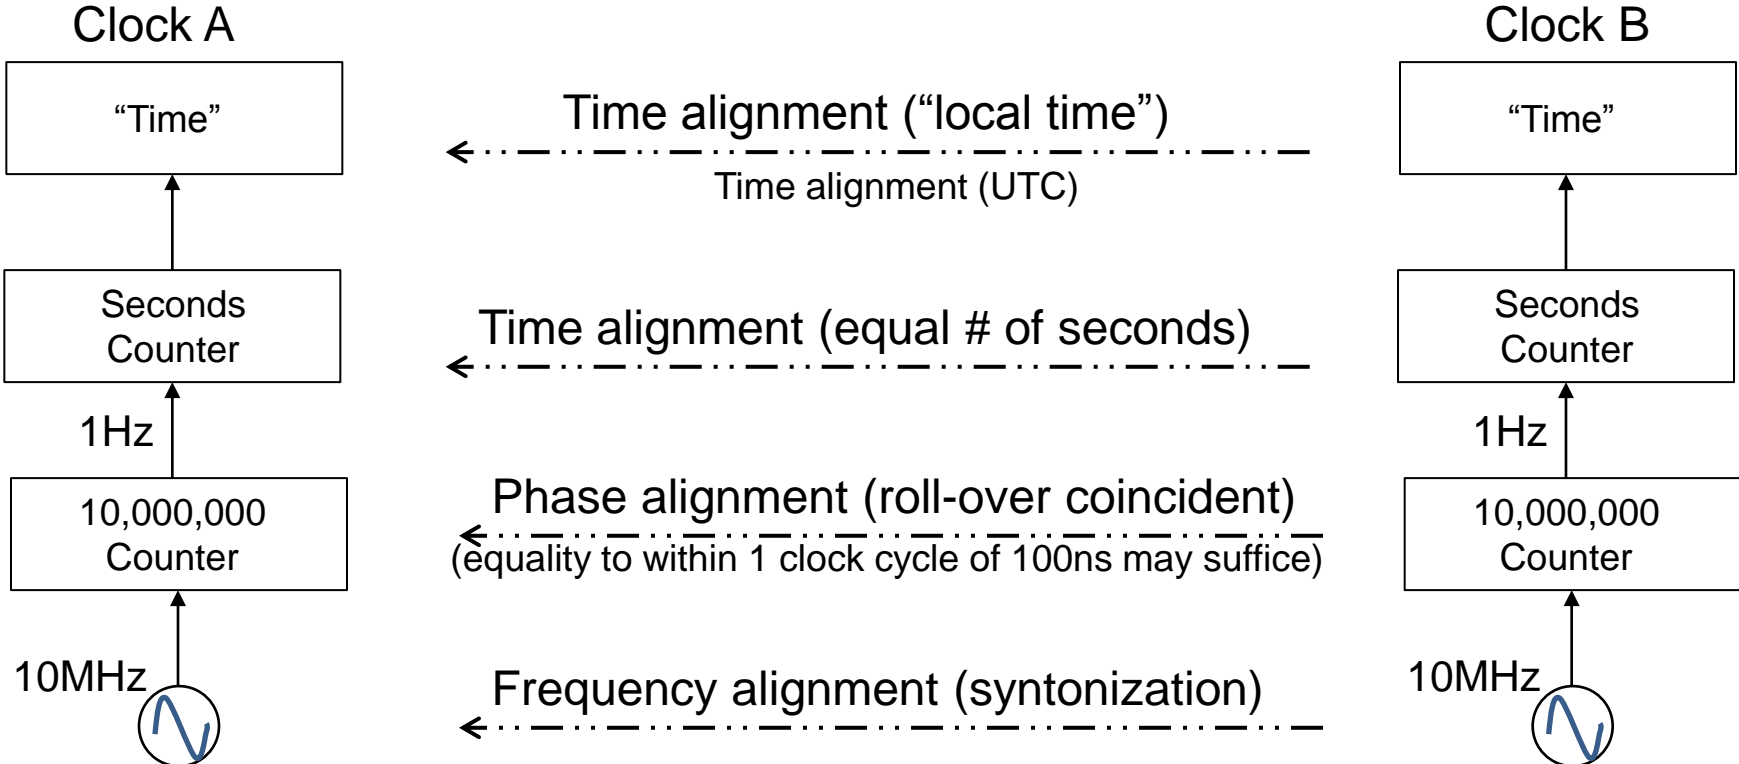 Clock A
Clock B
“Time”
Time alignment (“local time”)
Time alignment (UTC)
“Time”
Seconds
Counter
Time alignment (equal # of seconds)
Seconds
Counter
1Hz
1Hz
10,000,000
Counter
Phase alignment (roll-over coincident)
(equality to within 1 clock cycle of 100ns may suffice)
10,000,000
Counter
10MHz
Frequency alignment (syntonization)
10MHz